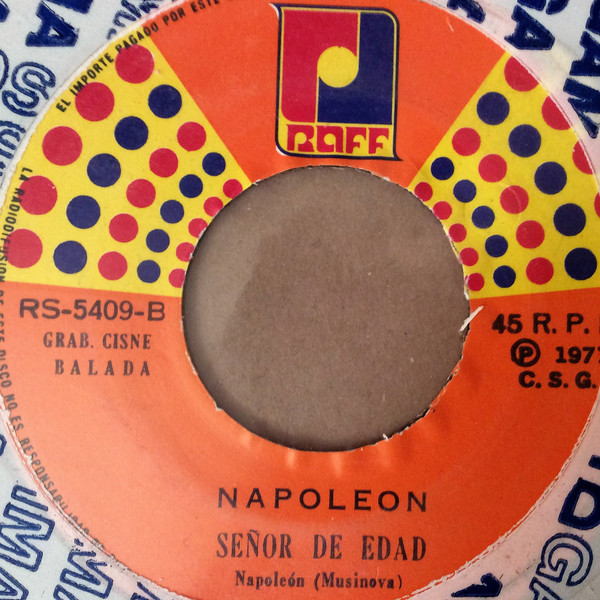 EL IMPORTE PAGADO POR ESTE
RAFF
LA RADIODIFUSION DE ESTE DISCO NO ES RESPONSABILIDAD
RS-5409-B
GRAB. CISNE
BALADA
45 R. P.
Ⓟ 1977
C. S. G.
NAPOLEON
SEÑOR DE EDAD
Napoleón (Musinova)